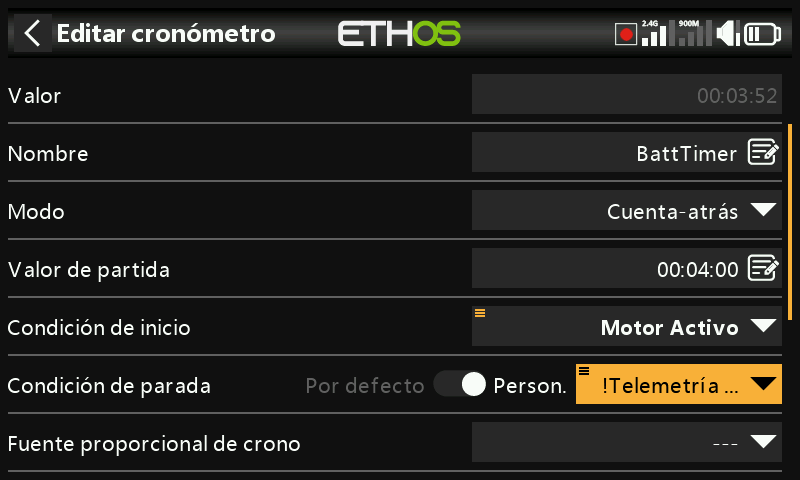 Editar cronómetro
ETHOS
2.4G
900M
Valor
00:03:52
Nombre
BattTimer
Modo
Cuenta-atrás
Valor de partida
00:04:00
Condición de inicio
Motor Activo
Condición de parada
Por defecto
Person.
!Telemetría ...
Fuente proporcional de crono
---